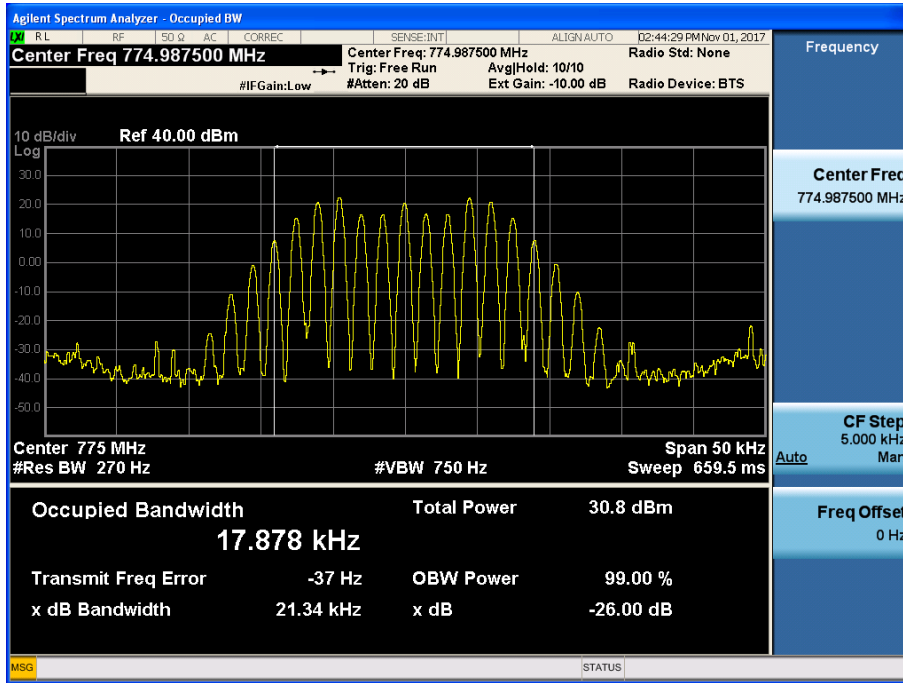 Agilent Spectrum Analyzer - Occupied BW
LXI RL RF 50 Ω AC CORREC SENSE:INT ALIGN AUTO 02:44:29 PM Nov 01, 2017
Center Freq 774.987500 MHz
Center Freq: 774.987500 MHz Radio Std: None
Trig: Free Run Avg|Hold: 10/10
#IFGain:Low #Atten: 20 dB Ext Gain: -10.00 dB Radio Device: BTS
10 dB/div Ref 40.00 dBm
Log
30.0
20.0
10.0
0.00
-10.0
-20.0
-30.0
-40.0
-50.0
Center 775 MHz Span 50 kHz
#Res BW 270 Hz #VBW 750 Hz Sweep 659.5 ms
Occupied Bandwidth Total Power 30.8 dBm
17.878 kHz
Transmit Freq Error -37 Hz OBW Power 99.00 %
x dB Bandwidth 21.34 kHz x dB -26.00 dB
MSG STATUS
Frequency
Center Freq
774.987500 MHz
CF Step
5.000 kHz
Auto Man
Freq Offset
0 Hz